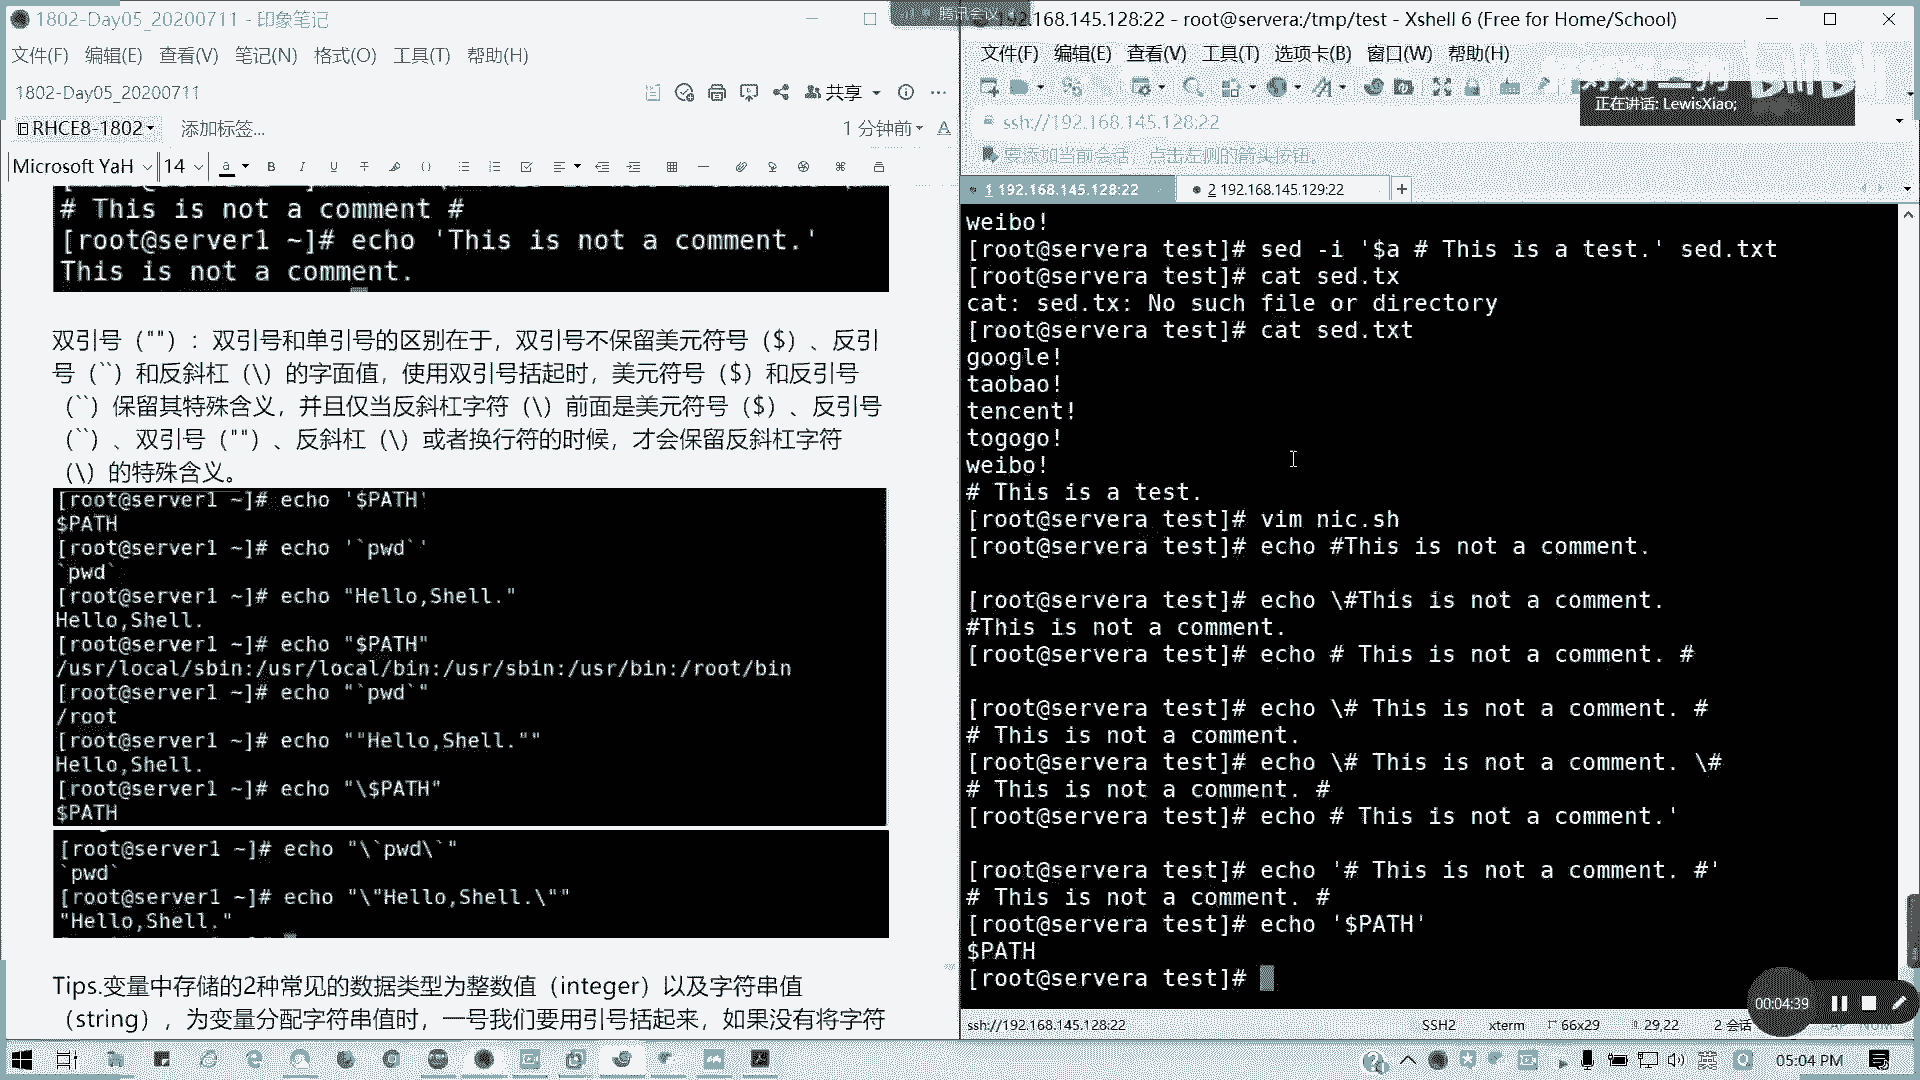 1802-Day05_20200711 - 印象笔记
文件(F) 编辑(E) 查看(V) 笔记(N) 格式(O) 工具(T) 帮助(H)
1802-Day05_20200711
共享
RHCE8-1802 添加标签...
1 分钟前
Microsoft YaH 14
# This is not a comment #
[root@server1 ~]# echo 'This is not a comment.'
This is not a comment.
双引号（""）：双引号和单引号的区别在于，双引号不保留美元符号（$）、反引
号（``）和反斜杠（\）的字面值，使用双引号括起时，美元符号（$）和反引号
（``）保留其特殊含义，并且仅当反斜杠字符（\）前面是美元符号（$）、反引号
（``）、双引号（""）、反斜杠（\）或者换行符的时候，才会保留反斜杠字符
（\）的特殊含义。
[root@server1 ~]# echo '$PATH'
$PATH
[root@server1 ~]# echo '`pwd`'
`pwd`
[root@server1 ~]# echo "Hello,Shell."
Hello,Shell.
[root@server1 ~]# echo "$PATH"
/usr/local/sbin:/usr/local/bin:/usr/sbin:/usr/bin:/root/bin
[root@server1 ~]# echo "`pwd`"
/root
[root@server1 ~]# echo ""Hello,Shell.""
Hello,Shell.
[root@server1 ~]# echo "\$PATH"
$PATH
[root@server1 ~]# echo "\`pwd\`"
`pwd`
[root@server1 ~]# echo "\"Hello,Shell.\""
"Hello,Shell."
Tips.变量中存储的2种常见的数据类型为整数值（integer）以及字符串值
（string），为变量分配字符串值时，一号我们要用引号括起来，如果没有将字符
腾讯会议
192.168.145.128:22 - root@servera:/tmp/test - Xshell 6 (Free for Home/School)
文件(F) 编辑(E) 查看(V) 工具(T) 选项卡(B) 窗口(W) 帮助(H)
正在讲话: LewisXiao;
ssh://192.168.145.128:22
要添加当前会话，点击左侧的箭头按钮。
1 192.168.145.128:22
2 192.168.145.129:22
weibo!
[root@servera test]# sed -i '$a # This is a test.' sed.txt
[root@servera test]# cat sed.tx
cat: sed.tx: No such file or directory
[root@servera test]# cat sed.txt
google!
taobao!
tencent!
togogo!
weibo!
# This is a test.
[root@servera test]# vim nic.sh
[root@servera test]# echo #This is not a comment.
[root@servera test]# echo \#This is not a comment.
#This is not a comment.
[root@servera test]# echo # This is not a comment. #
[root@servera test]# echo \# This is not a comment. #
# This is not a comment.
[root@servera test]# echo \# This is not a comment. \#
# This is not a comment. #
[root@servera test]# echo # This is not a comment.'
[root@servera test]# echo '# This is not a comment. #'
# This is not a comment. #
[root@servera test]# echo '$PATH'
$PATH
[root@servera test]#
00:04:39
ssh://192.168.145.128:22
SSH2 xterm 66x29 29,22 2 会话
英
05:04 PM